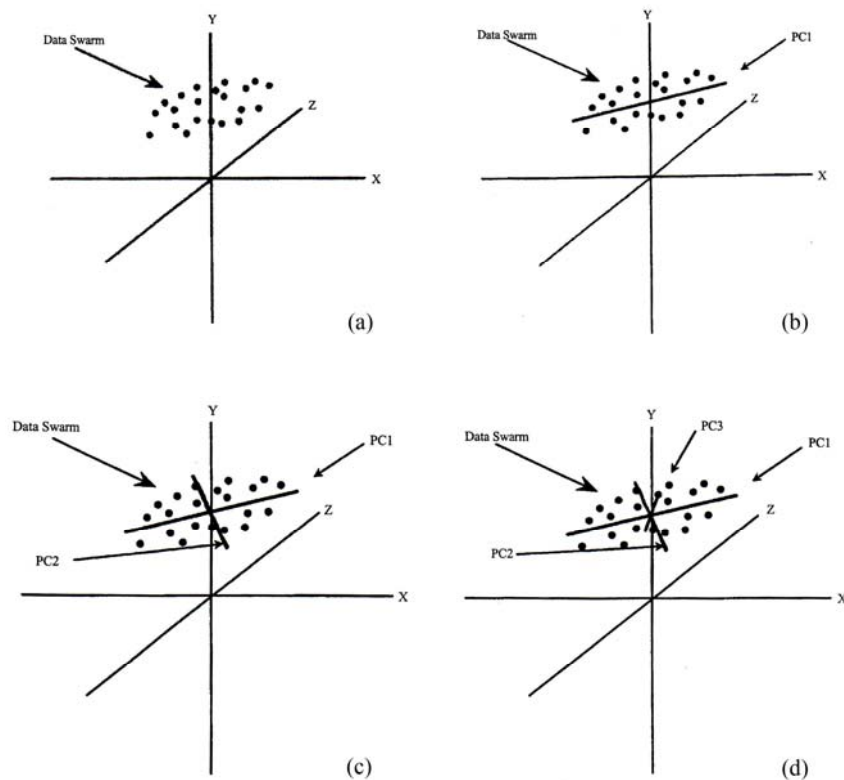 Y
Data Swarm
Z
X
(a)
Y
Data Swarm
PC1
Z
X
(b)
Y
Data Swarm
PC1
Z
PC2
X
(c)
Y
PC3
Data Swarm
PC1
Z
PC2
X
(d)